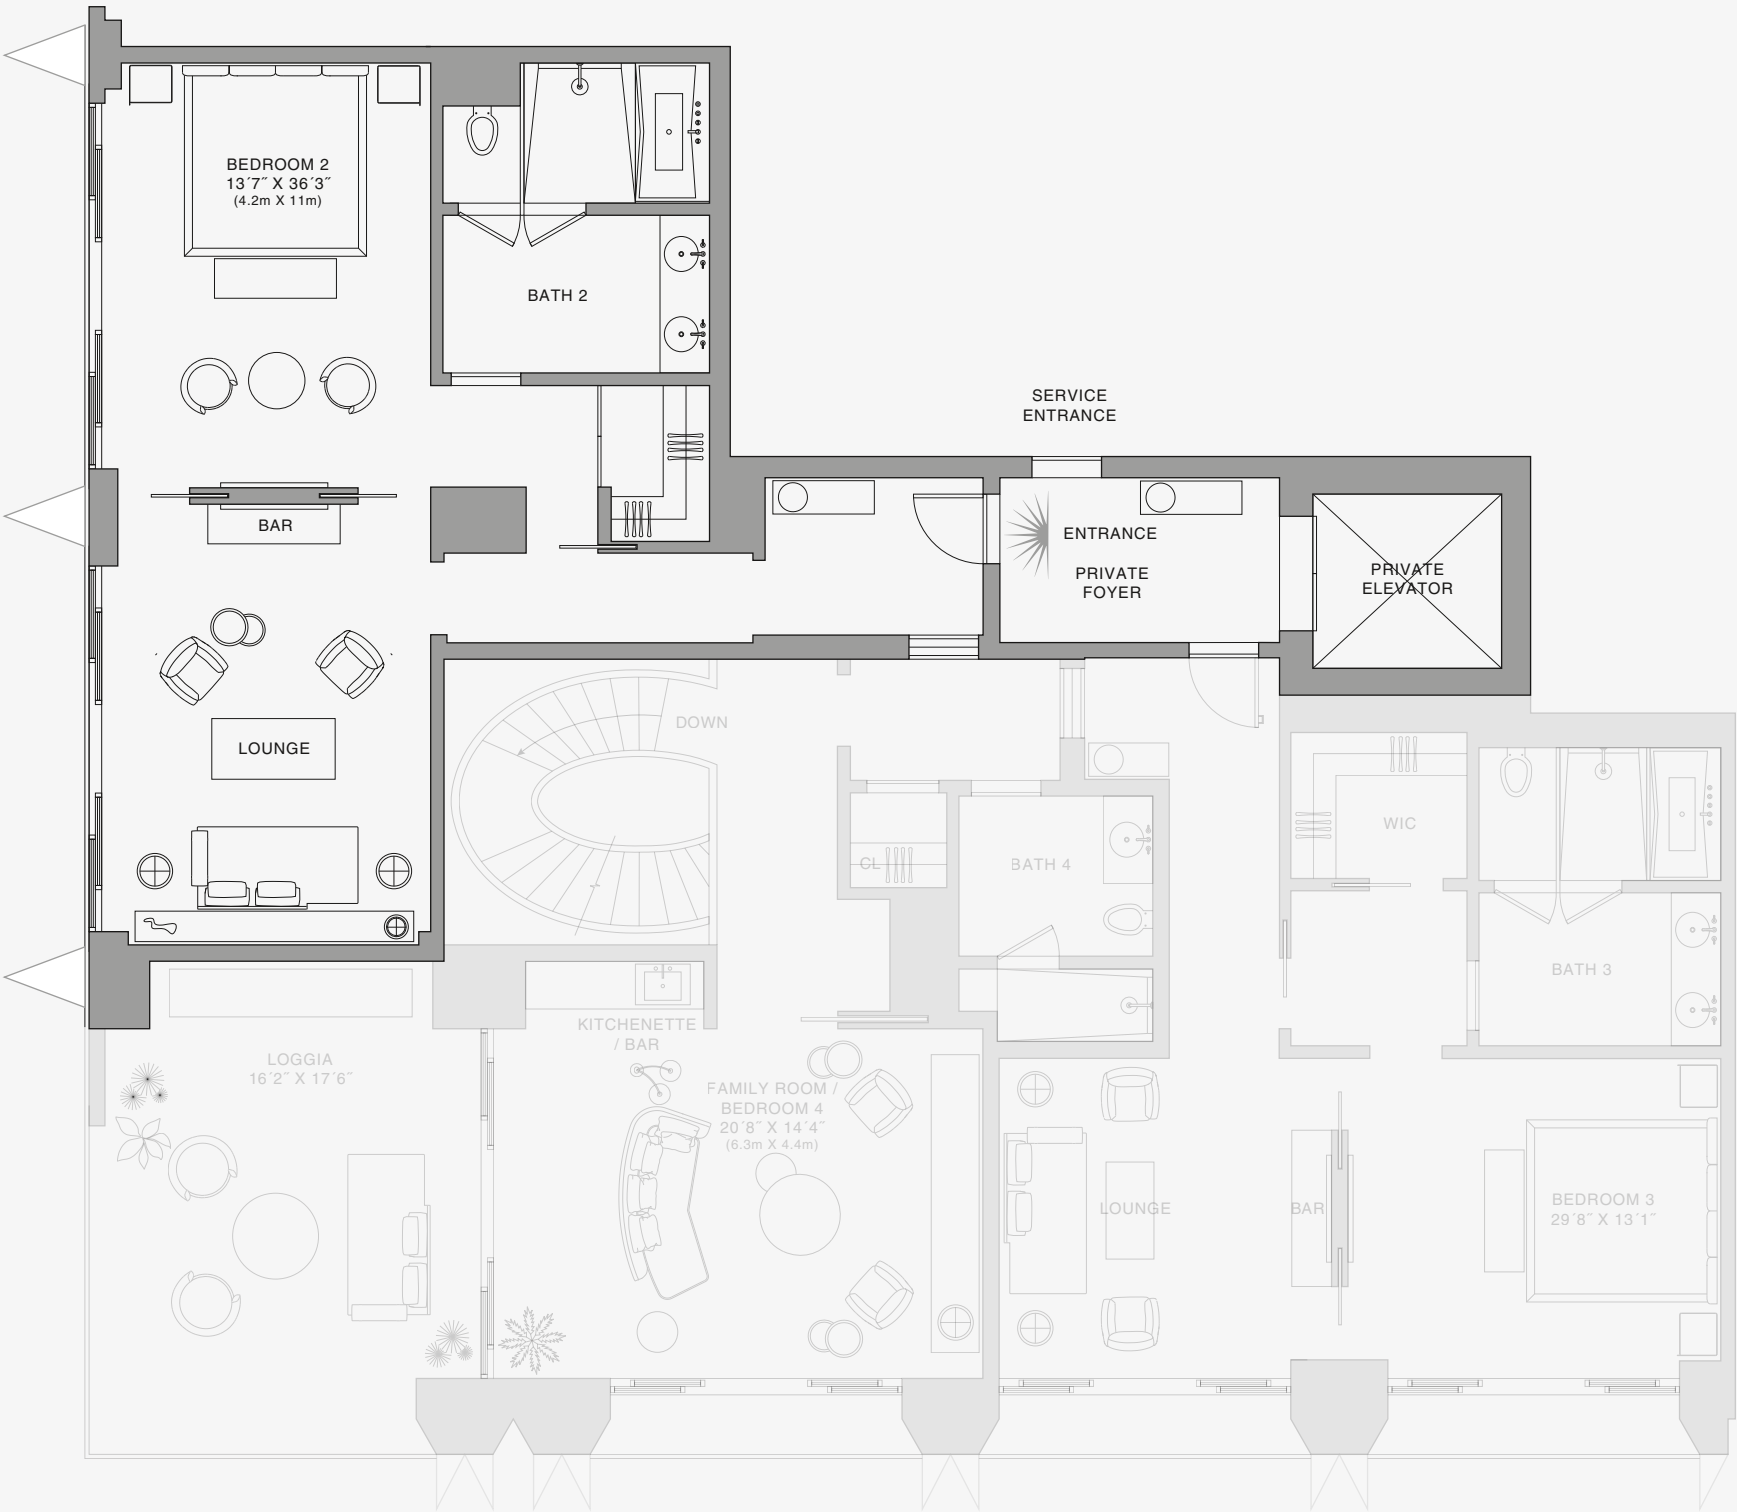 BEDROOM 2
13´7˝ X 36´3˝
(4.2m X 11m)
BATH 2
SERVICE
ENTRANCE
BAR
ENTRANCE
PRIVATE
FOYER
PRIVATE
ELEVATOR
DOWN
LOUNGE
WIC
CL
BATH 4
BATH 3
KITCHENETTE
/ BAR
LOGGIA
16´2˝ X 17´6˝
FAMILY ROOM /
BEDROOM 4
20´8˝ X 14´4˝
(6.3m X 4.4m)
LOUNGE
BAR
BEDROOM 3
29´8˝ X 13´1˝